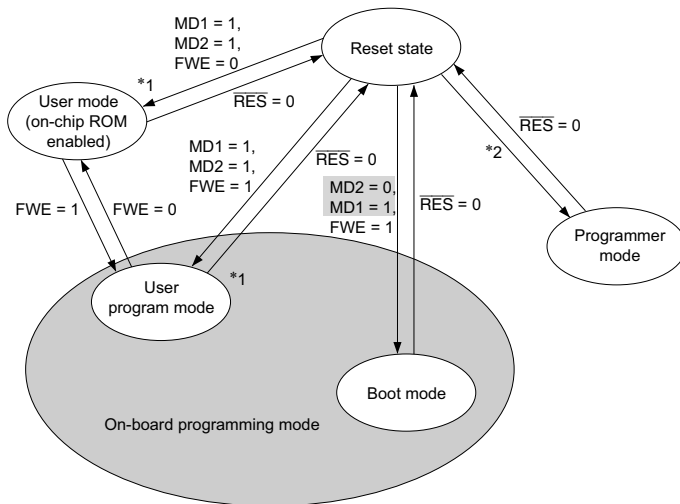 MD1 = 1,
MD2 = 1,
FWE = 0
Reset state
*1
User mode
(on-chip ROM
enabled)
RES = 0
MD1 = 1,
MD2 = 1,
FWE = 1
RES = 0
MD2 = 0,
MD1 = 1,
FWE = 1
RES = 0
*2
RES = 0
FWE = 1
FWE = 0
Programmer
mode
User
program mode
*1
Boot mode
On-board programming mode